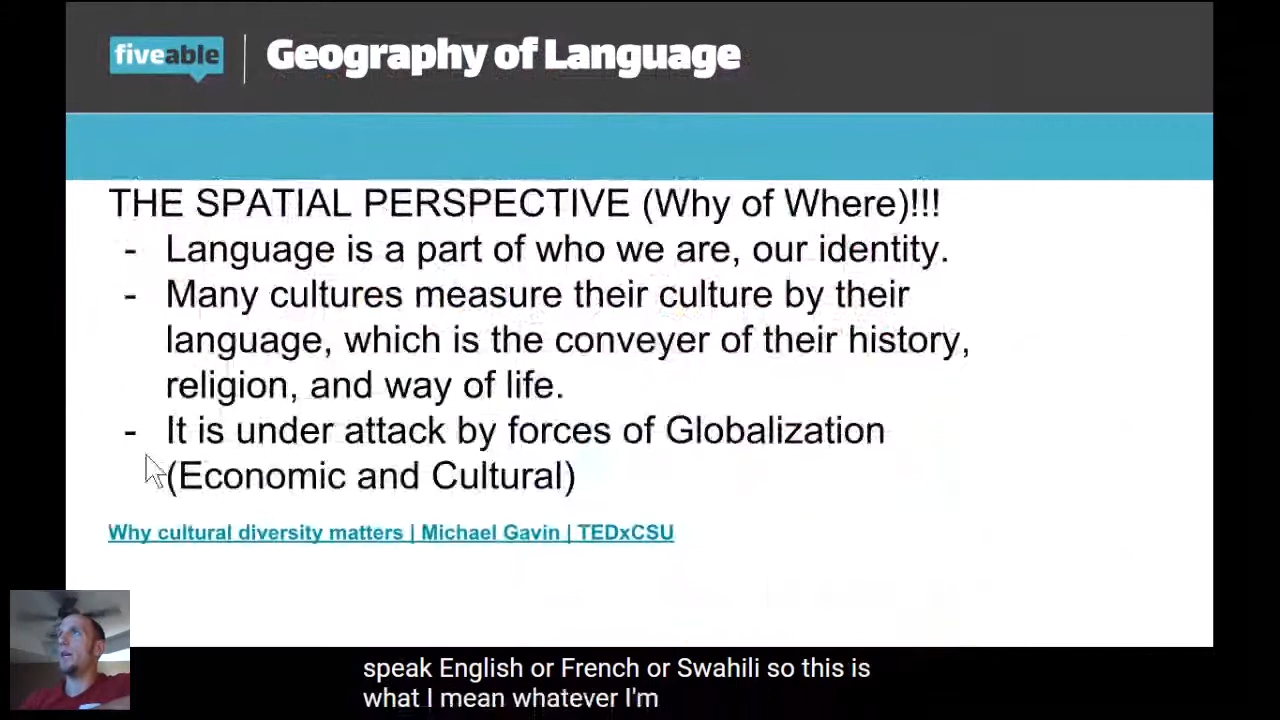 fiveable
Geography of Language
THE SPATIAL PERSPECTIVE (Why of Where)!!!
- Language is a part of who we are, our identity.
- Many cultures measure their culture by their
language, which is the conveyer of their history,
religion, and way of life.
- It is under attack by forces of Globalization
(Economic and Cultural)
Why cultural diversity matters | Michael Gavin | TEDxCSU
speak English or French or Swahili so this is
what I mean whatever I'm